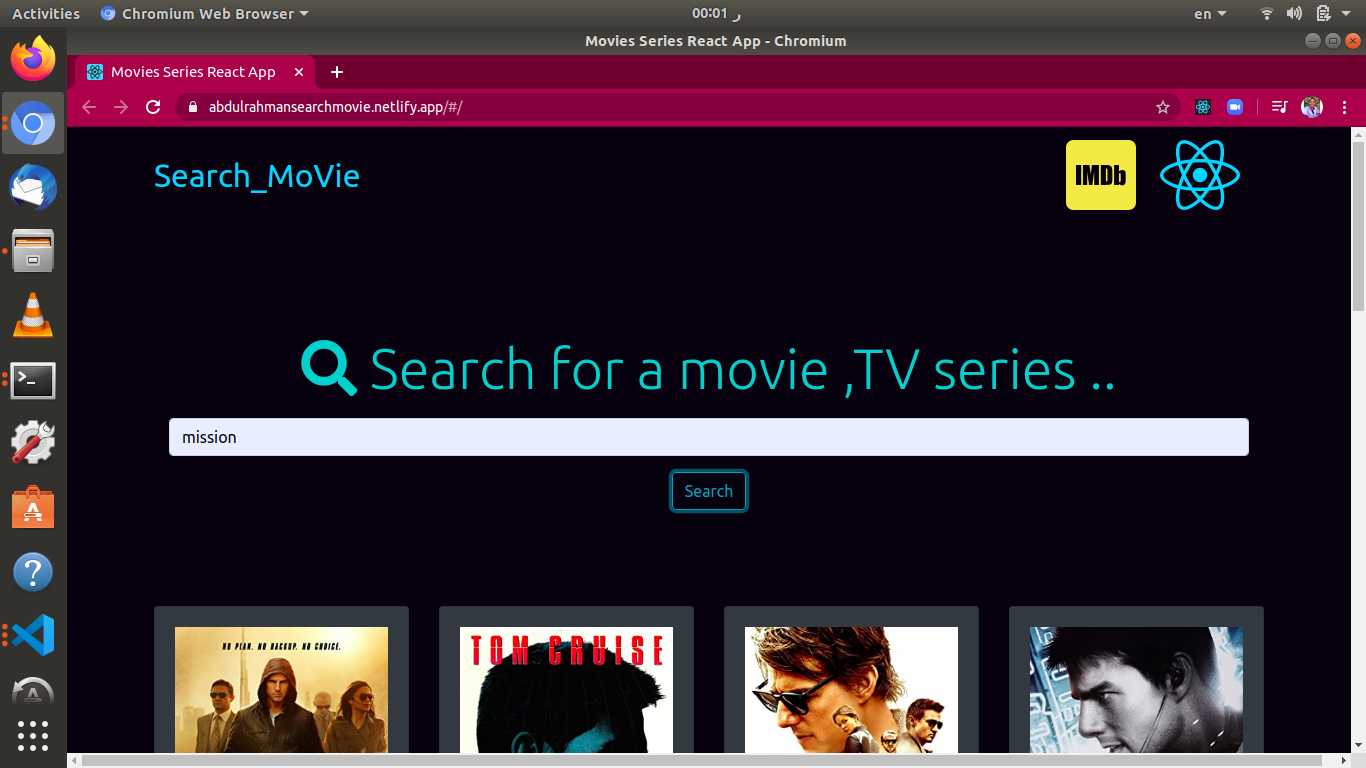 Activities Chromium Web Browser 00:01 ر en
Movies Series React App - Chromium
Movies Series React App
abdulrahmansearchmovie.netlify.app/#/
Search_MoVie IMDb
Search for a movie ,TV series ..
mission
Search
NO PLAN. NO BACKUP. NO CHOICE.
TOM CRUISE